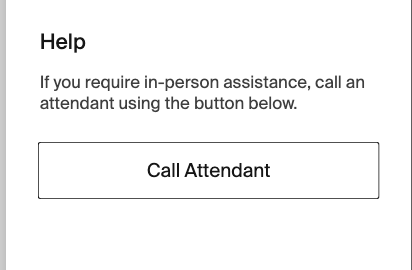 Help
If you require in-person assistance, call an
attendant using the button below.
Call Attendant